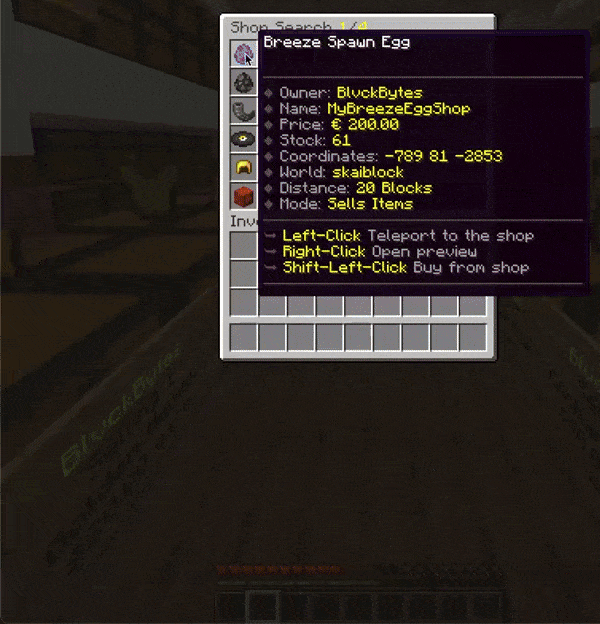 Shop Search 1/4
Breeze Spawn Egg
◆ Owner: BlvckBytes
◆ Name: MyBreezeEggShop
◆ Price: € 200.00
◆ Stock: 61
◆ Coordinates: -789 81 -2853
◆ World: skaiblock
◆ Distance: 20 Blocks
◆ Mode: Sells Items
Inve
→ Left-Click Teleport to the shop
→ Right-Click Open preview
→ Shift-Left-Click Buy from shop
BlvckBytes